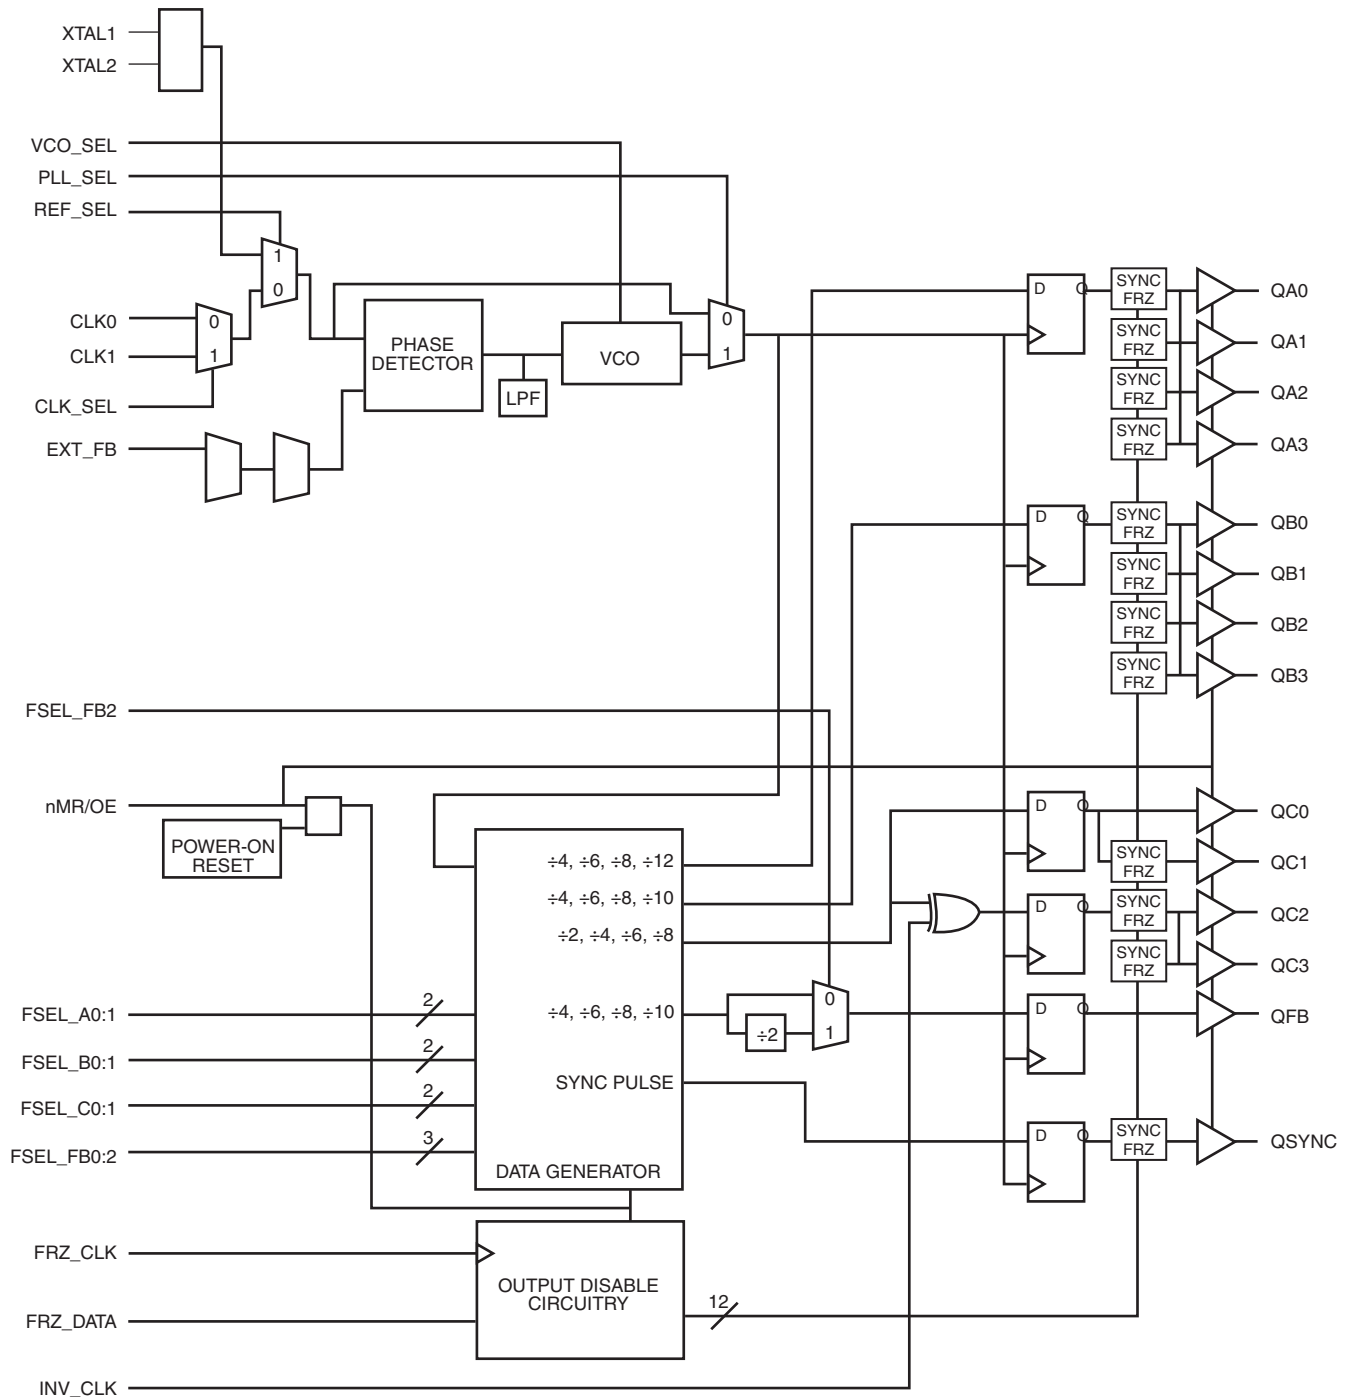 XTAL1
XTAL2
VCO_SEL
PLL_SEL
REF_SEL
1
0
CLK0
CLK1
0
1
CLK_SEL
EXT_FB
PHASE
DETECTOR
LPF
VCO
0
1
D Q
SYNC
FRZ
QA0
SYNC
FRZ
QA1
SYNC
FRZ
QA2
SYNC
FRZ
QA3
D Q
SYNC
FRZ
QB0
SYNC
FRZ
QB1
SYNC
FRZ
QB2
SYNC
FRZ
QB3
FSEL_FB2
nMR/OE
POWER-ON
RESET
D Q
QC0
SYNC
FRZ
QC1
D Q
SYNC
FRZ
QC2
SYNC
FRZ
QC3
÷4, ÷6, ÷8, ÷12
÷4, ÷6, ÷8, ÷10
÷2, ÷4, ÷6, ÷8
÷4, ÷6, ÷8, ÷10
÷2
0
1
D Q
QFB
SYNC PULSE
DATA GENERATOR
D Q
SYNC
FRZ
QSYNC
FSEL_A0:1
2
FSEL_B0:1
2
FSEL_C0:1
2
FSEL_FB0:2
3
FRZ_CLK
FRZ_DATA
OUTPUT DISABLE
CIRCUITRY
12
INV_CLK